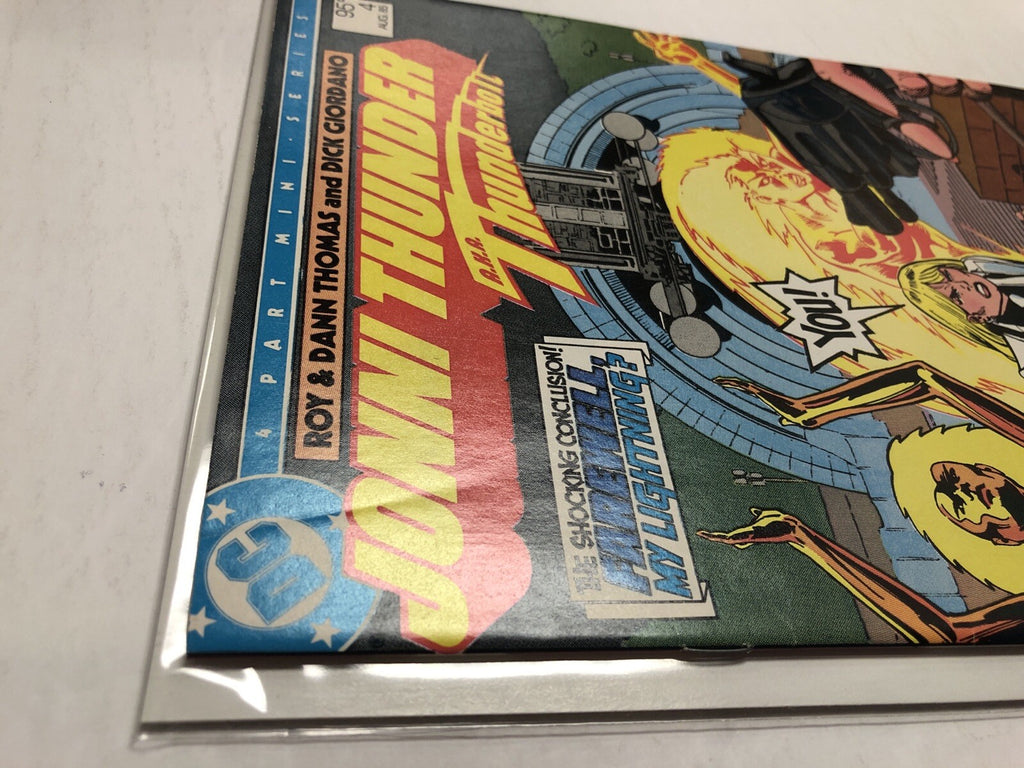 4 PART MINI-SERIES
95¢
4
AUG. 85
DC
ROY & DANN THOMAS and DICK GIORDANO
JONNI THUNDER
A.K.A. Thunderbolt
THE SHOCKING CONCLUSION!
FAREWELL,
MY LIGHTNING?
YOU!